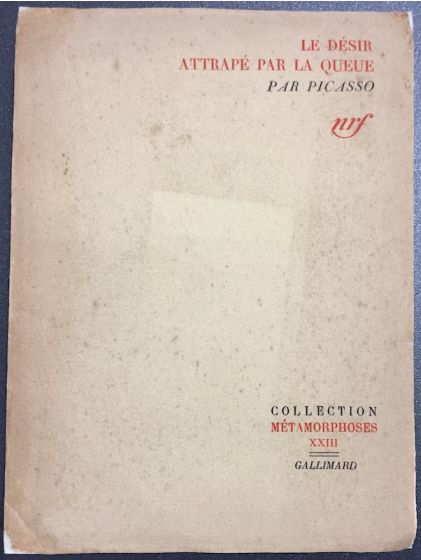 LE DÉSIR
ATTRAPÉ PAR LA QUEUE
PAR PICASSO
nrf
COLLECTION
MÉTAMORPHOSES
XXIII
GALLIMARD